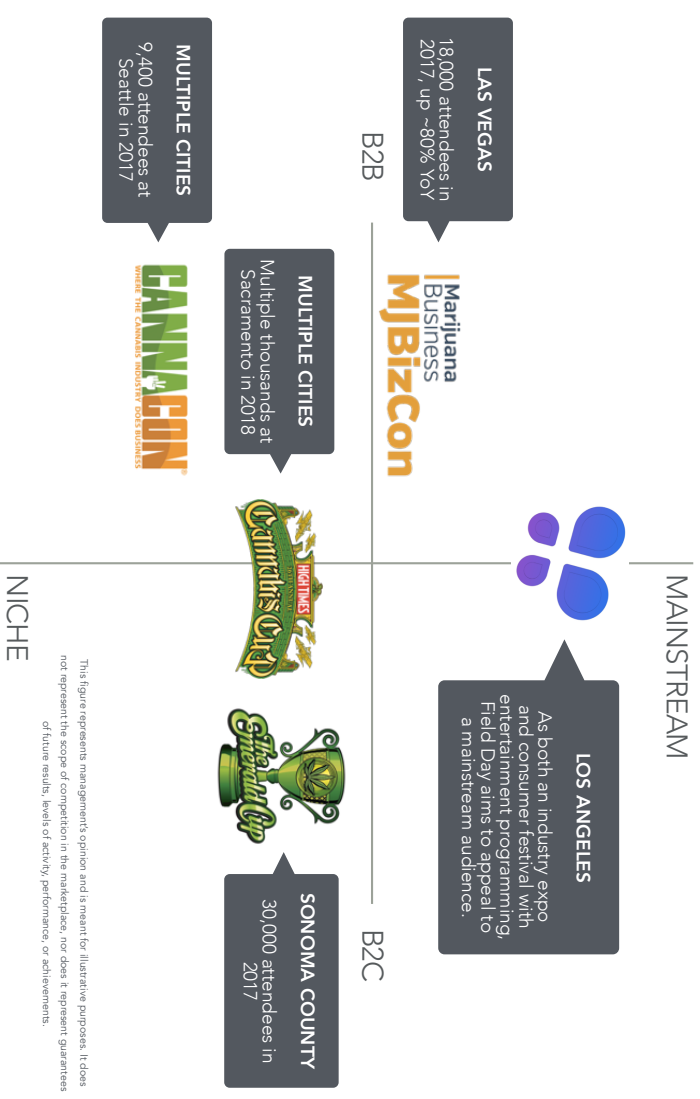 MAINSTREAM
LOS ANGELES
As both an industry expo
and consumer festival with
entertainment programming,
Field Day aims to appeal to
a mainstream audience.
LAS VEGAS
18,000 attendees in
2017, up ~80% YoY
Marijuana
Business
MJBizCon
B2B
B2C
MULTIPLE CITIES
Multiple thousands at
Sacramento in 2018
HIGH TIMES
Cannabis Cup
The
Emerald Cup
SONOMA COUNTY
30,000 attendees in
2017
MULTIPLE CITIES
9,400 attendees at
Seattle in 2017
CANNACON®
WHERE THE CANNABIS INDUSTRY DOES BUSINESS
This figure represents management's opinion and is meant for illustrative purposes. It does
not represent the scope of competition in the marketplace, nor does it represent guarantees
of future results, levels of activity, performance, or achievements.
NICHE